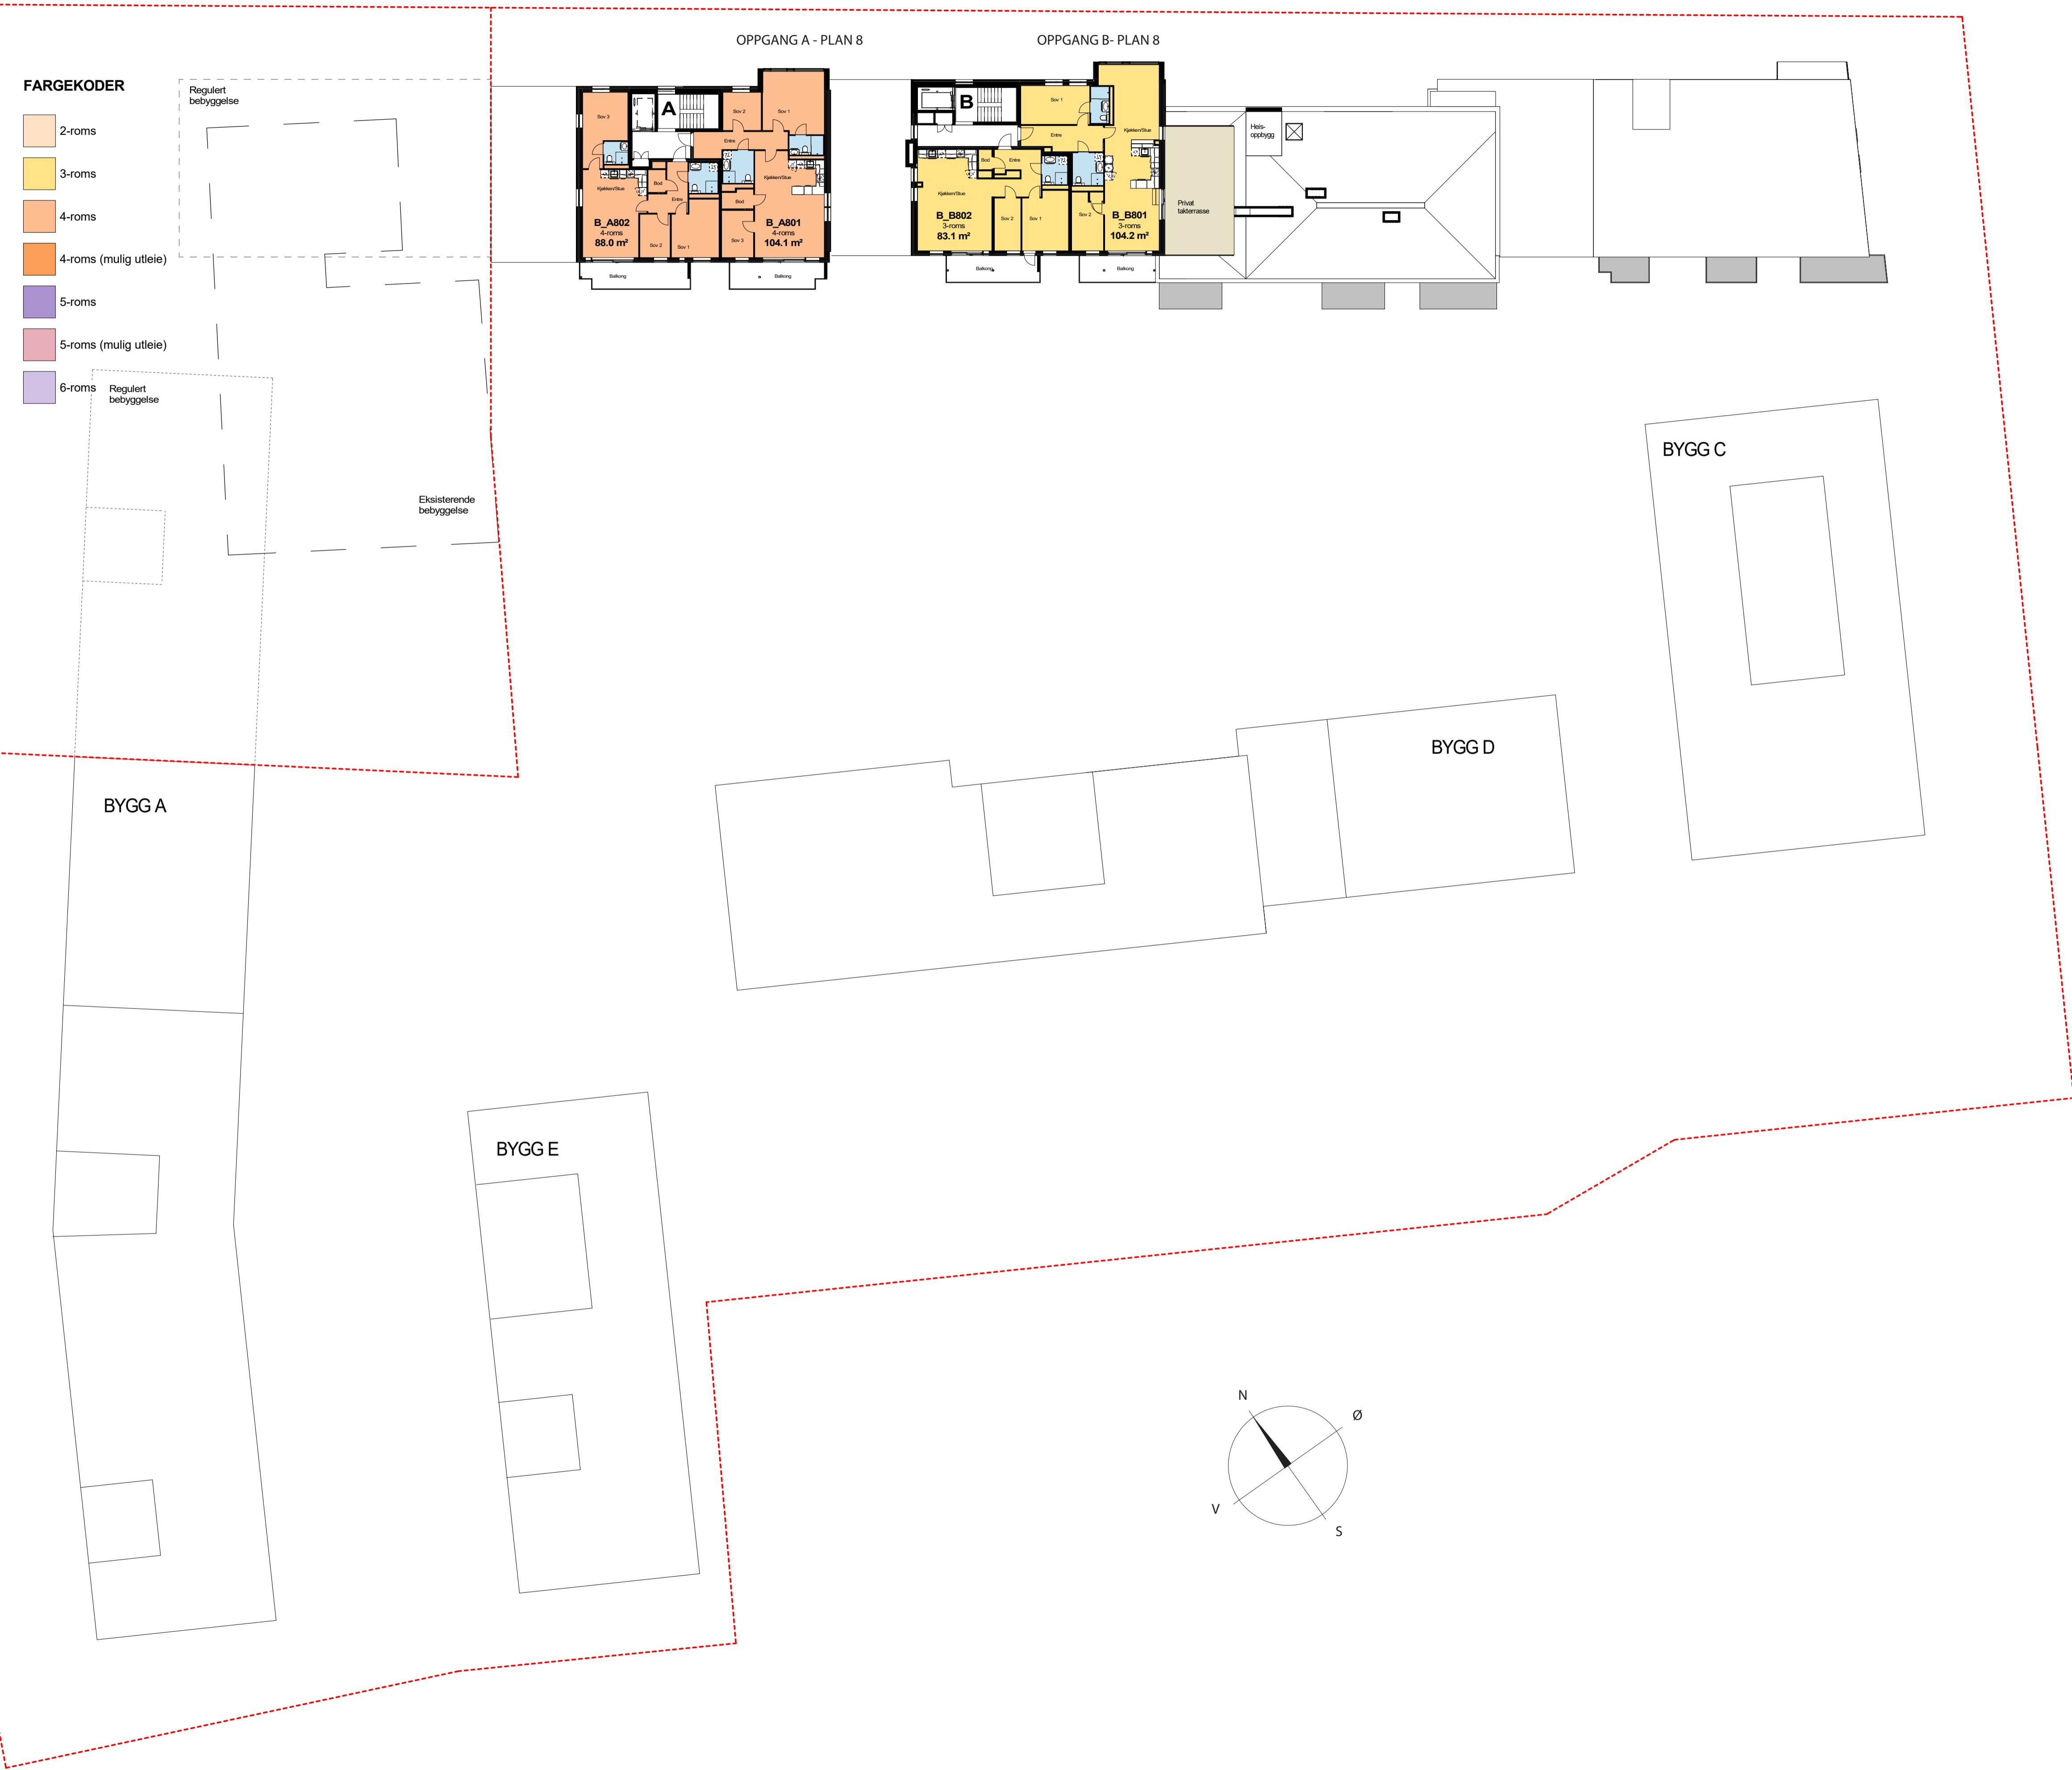 OPPGANG A - PLAN 8
OPPGANG B- PLAN 8
FARGEKODER
2-roms
3-roms
4-roms
4-roms (mulig utleie)
5-roms
5-roms (mulig utleie)
6-roms
Regulert
bebyggelse
Regulert
bebyggelse
Eksisterende
bebyggelse
A
Sov 3
Sov 2
Sov 1
Entre
Kjøkken/Stue
Bod
Entre
Kjøkken/Stue
Bod
B_A802
4-roms
88.0 m²
Sov 2
Sov 1
Sov 3
B_A801
4-roms
104.1 m²
Balkong
Balkong
B
Sov 1
Entre
Kjøkken/Stue
Bod
Entre
Kjøkken/Stue
B_B802
3-roms
83.1 m²
Sov 2
Sov 1
Sov 2
B_B801
3-roms
104.2 m²
Balkong
Balkong
Privat
takterrasse
Heis-
oppbygg
BYGG C
BYGG D
BYGG A
BYGG E
N
Ø
V
S